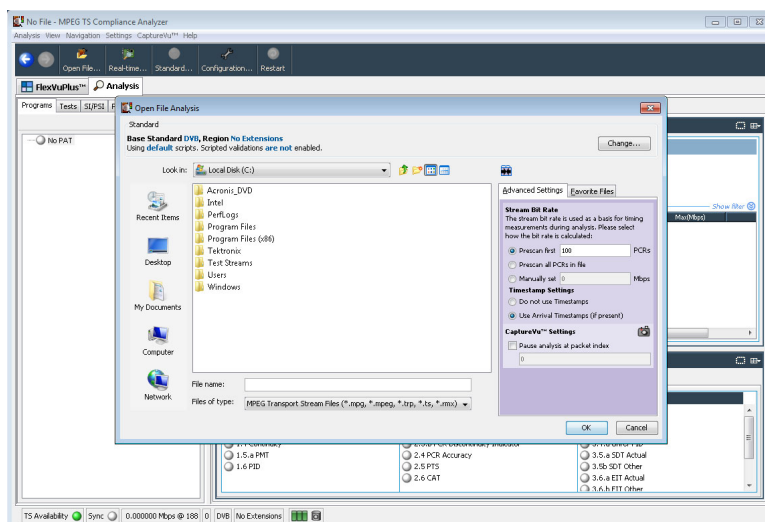 No File - MPEG TS Compliance Analyzer
Analysis View Navigation Settings CaptureVu™ Help
Open File... Real-time... Standard... Configuration... Restart
FlexVuPlus™ Analysis
Programs Tests SI/PSI
No PAT
Open File Analysis
Standard
Base Standard DVB, Region No Extensions
Using default scripts. Scripted validations are not enabled.
Change...
Look in: Local Disk (C:)
Recent Items
Desktop
My Documents
Computer
Network
Acronis_DVD
Intel
PerfLogs
Program Files
Program Files (x86)
Tektronix
Test Streams
Users
Windows
File name:
Files of type: MPEG Transport Stream Files (*.mpg, *.mpeg, *.trp, *.ts, *.rmx)
Advanced Settings Favorite Files
Stream Bit Rate
The stream bit rate is used as a basis for timing
measurements during analysis. Please select
how the bit rate is calculated:
Prescan first 100 PCRs
Prescan all PCRs in file
Manually set 0 Mbps
Timestamp Settings
Do not use Timestamps
Use Arrival Timestamps (if present)
CaptureVu™ Settings
Pause analysis at packet index
0
OK Cancel
Show filter
Max(Mbps)
1.5.a PMT
1.6 PID
2.4 PCR Accuracy
2.5 PTS
2.6 CAT
3.5.a SDT Actual
3.5b SDT Other
3.6.a EIT Actual
3.6.b EIT Other
TS Availability Sync 0.000000 Mbps @ 188 0 DVB No Extensions